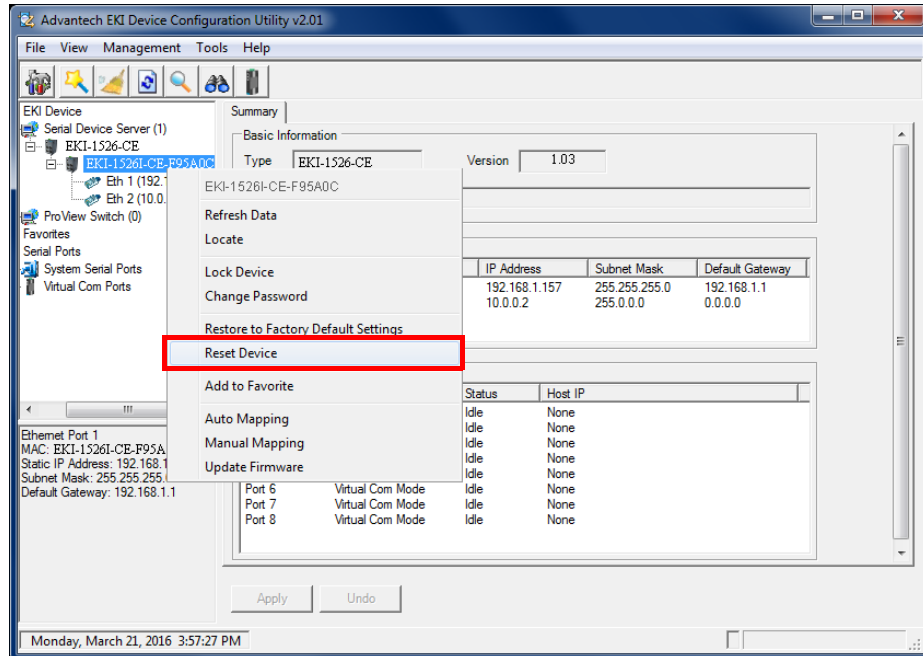 Advantech EKI Device Configuration Utility v2.01
File View Management Tools Help
EKI Device
Serial Device Server (1)
EKI-1526-CE
EKI-1526I-CE-F95A0C
Eth 1 (192.1
Eth 2 (10.0.
ProView Switch (0)
Favorites
Serial Ports
System Serial Ports
Virtual Com Ports
Ethernet Port 1
MAC: EKI-1526I-CE-F95A
Static IP Address: 192.168.1
Subnet Mask: 255.255.255.
Default Gateway: 192.168.1.1
EKI-1526I-CE-F95A0C
Refresh Data
Locate
Lock Device
Change Password
Restore to Factory Default Settings
Reset Device
Add to Favorite
Auto Mapping
Manual Mapping
Update Firmware
Summary
Basic Information
Type EKI-1526-CE Version 1.03
IP Address Subnet Mask Default Gateway
192.168.1.157 255.255.255.0 192.168.1.1
10.0.0.2 255.0.0.0 0.0.0.0
Status Host IP
Idle None
Idle None
Idle None
Idle None
Idle None
Port 6 Virtual Com Mode Idle None
Port 7 Virtual Com Mode Idle None
Port 8 Virtual Com Mode Idle None
Apply Undo
Monday, March 21, 2016 3:57:27 PM